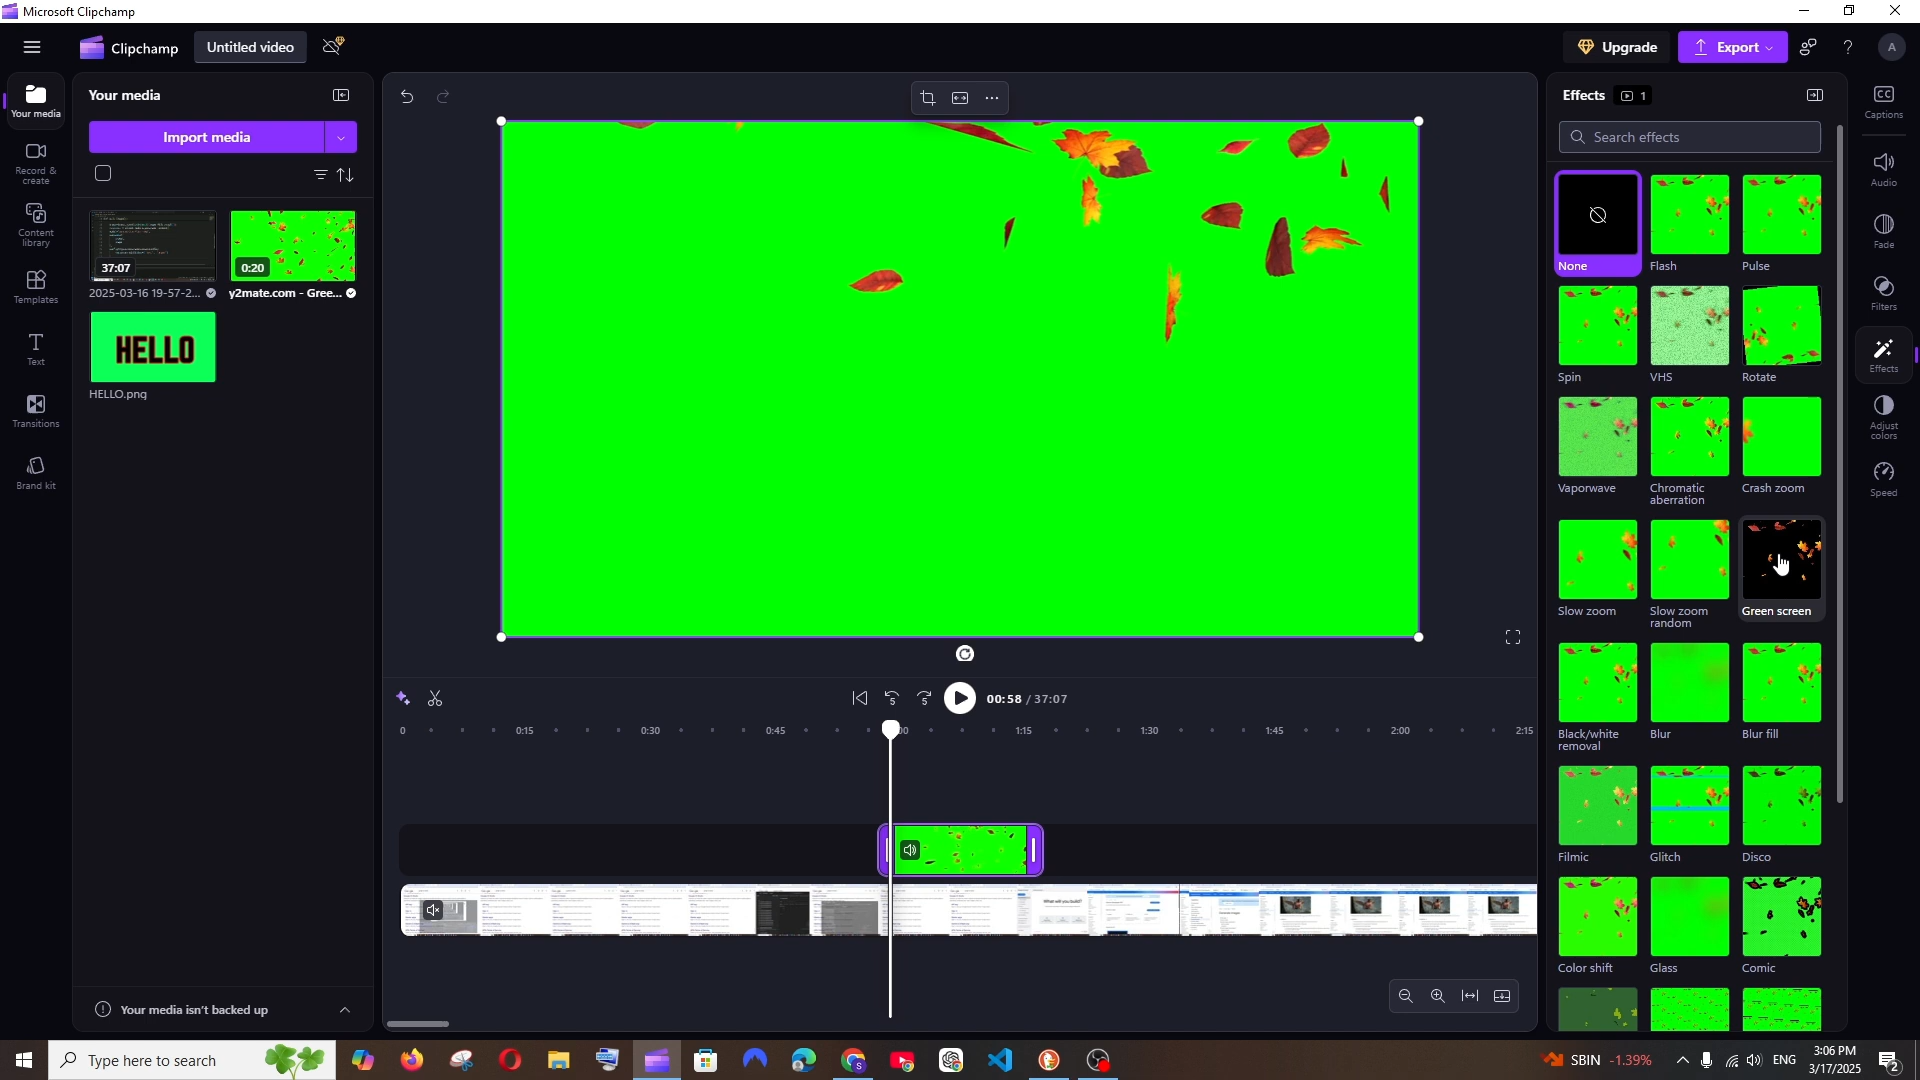 Microsoft Clipchamp
Clipchamp
Untitled video
Upgrade
Export
?
A
Your media
Record & create
Content library
Templates
Text
Transitions
Brand kit
Your media
Import media
37:07
2025-03-16 19-57-2...
0:20
y2mate.com - Gree...
HELLO
HELLO.png
Your media isn't backed up
00:58 / 37:07
0
0:15
0:30
0:45
1:15
1:30
1:45
2:00
2:15
Effects
1
Search effects
None
Flash
Pulse
Spin
VHS
Rotate
Vaporwave
Chromatic aberration
Crash zoom
Slow zoom
Slow zoom random
Green screen
Black/white removal
Blur
Blur fill
Filmic
Glitch
Disco
Color shift
Glass
Comic
CC
Captions
Audio
Fade
Filters
Effects
Adjust colors
Speed
Type here to search
SBIN -1.39%
ENG
3:06 PM
3/17/2025
2